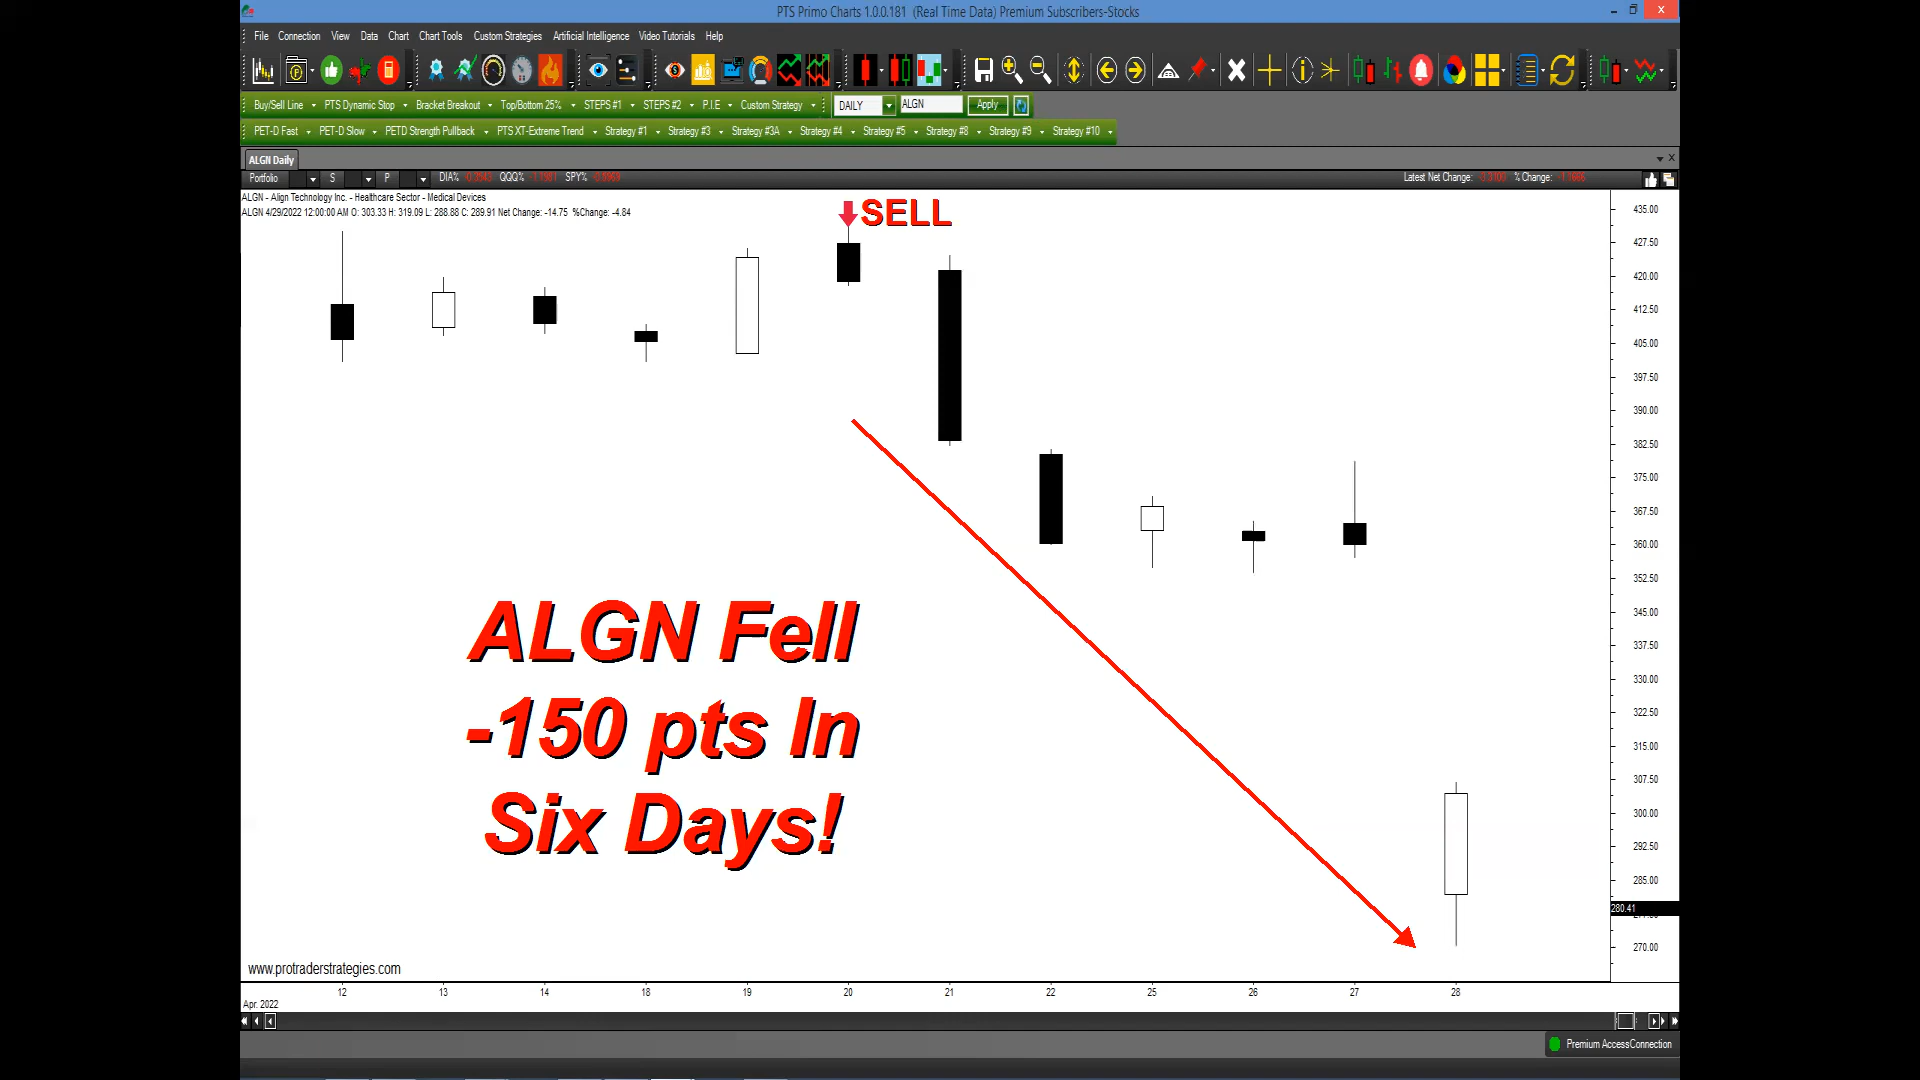 PTS Primo Charts 1.0.0.181 (Real Time Data) Premium Subscribers-Stocks
File Connection View Data Chart Chart Tools Custom Strategies Artificial Intelligence Video Tutorials Help
Buy/Sell Line PTS Dynamic Stop Bracket Breakout Top/Bottom 25% STEPS #1 STEPS #2 P.I.E Custom Strategy DAILY ALGN Apply
PET-D Fast PET-D Slow PETD Strength Pullback PTS XT-Extreme Trend Strategy #1 Strategy #3 Strategy #3A Strategy #4 Strategy #5 Strategy #8 Strategy #9 Strategy #10
ALGN Daily
Portfolio S P DIA% QQQ% SPY% Latest Net Change: % Change:
ALGN - Align Technology Inc. - Healthcare Sector - Medical Devices
ALGN 4/29/2022 12:00:00 AM O: 303.33 H: 319.09 L: 288.88 C: 289.91 Net Change: -14.75 %Change: -4.84
SELL
435.00
427.50
420.00
412.50
405.00
397.50
390.00
382.50
375.00
367.50
360.00
352.50
345.00
337.50
330.00
322.50
315.00
307.50
300.00
292.50
285.00
280.41
270.00
ALGN Fell
-150 pts In
Six Days!
www.protraderstrategies.com
12 13 14 18 19 20 21 22 25 26 27 28
Apr. 2022
Premium AccessConnection